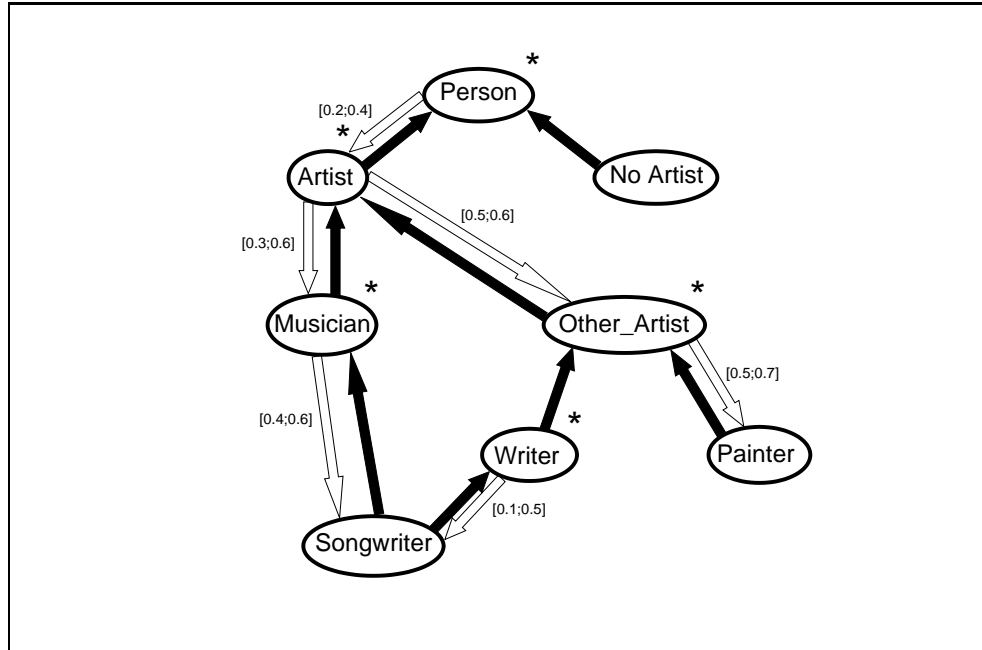 *
Person
[0.2;0.4]
*
Artist
No Artist
[0.5;0.6]
[0.3;0.6]
*
*
Musician
Other_Artist
[0.5;0.7]
[0.4;0.6]
*
Writer
Painter
[0.1;0.5]
Songwriter